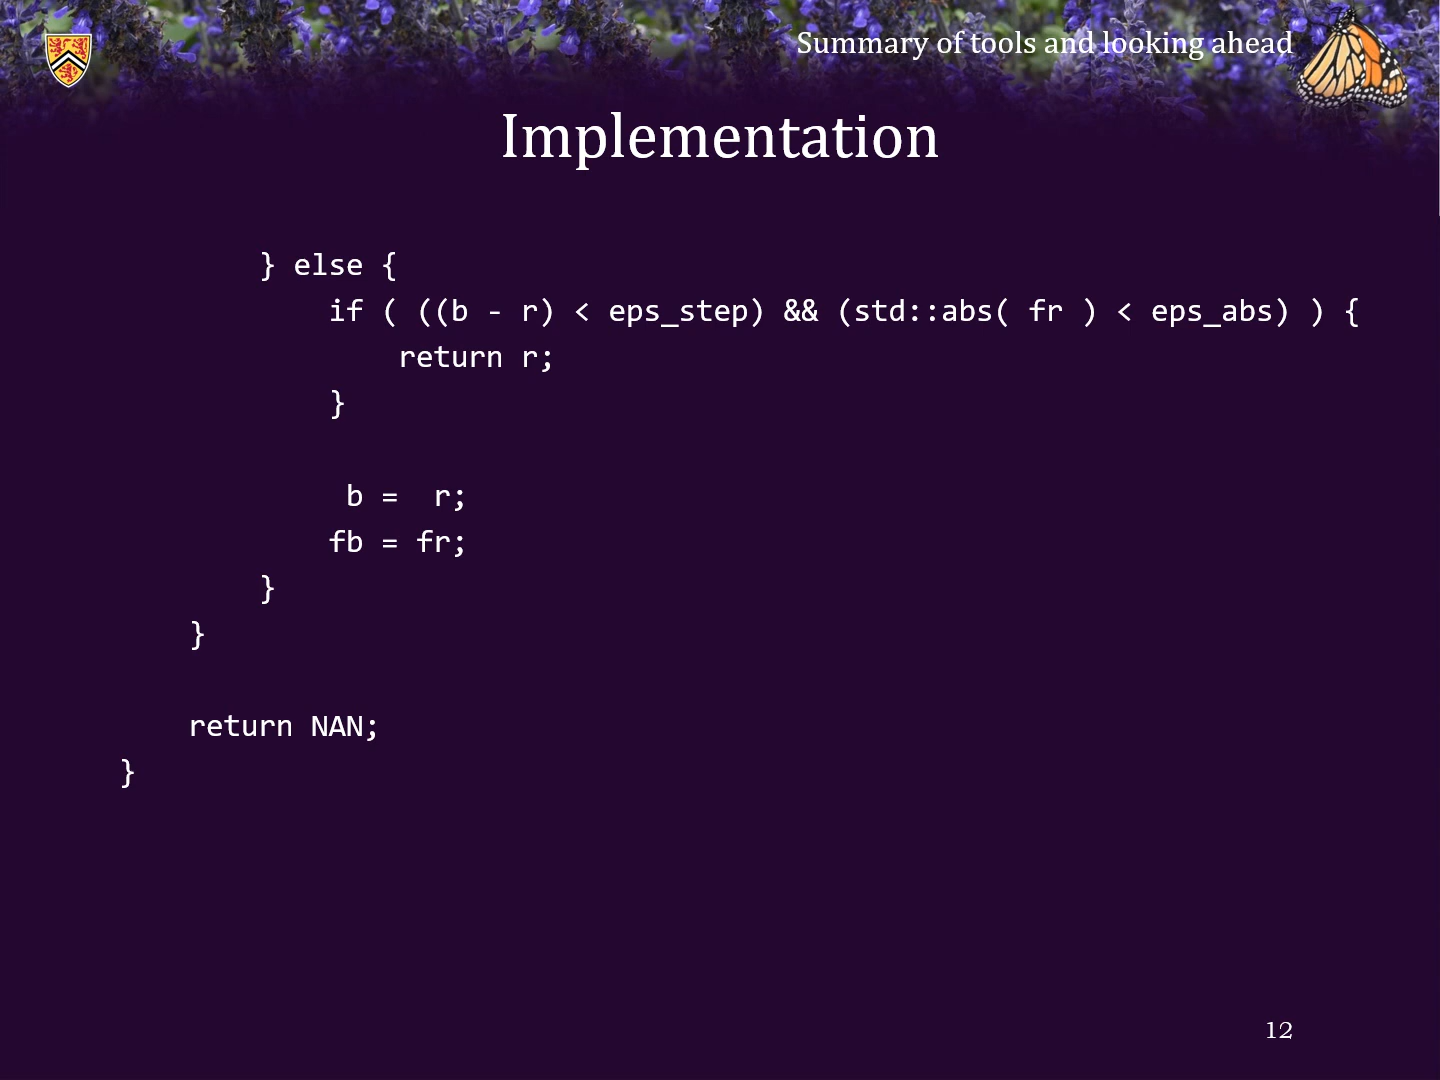 Summary of tools and looking ahead
Implementation
} else {
if ( ((b - r) < eps_step) && (std::abs( fr ) < eps_abs) ) {
return r;
}
b =  r;
fb = fr;
}
}
return NAN;
}
12